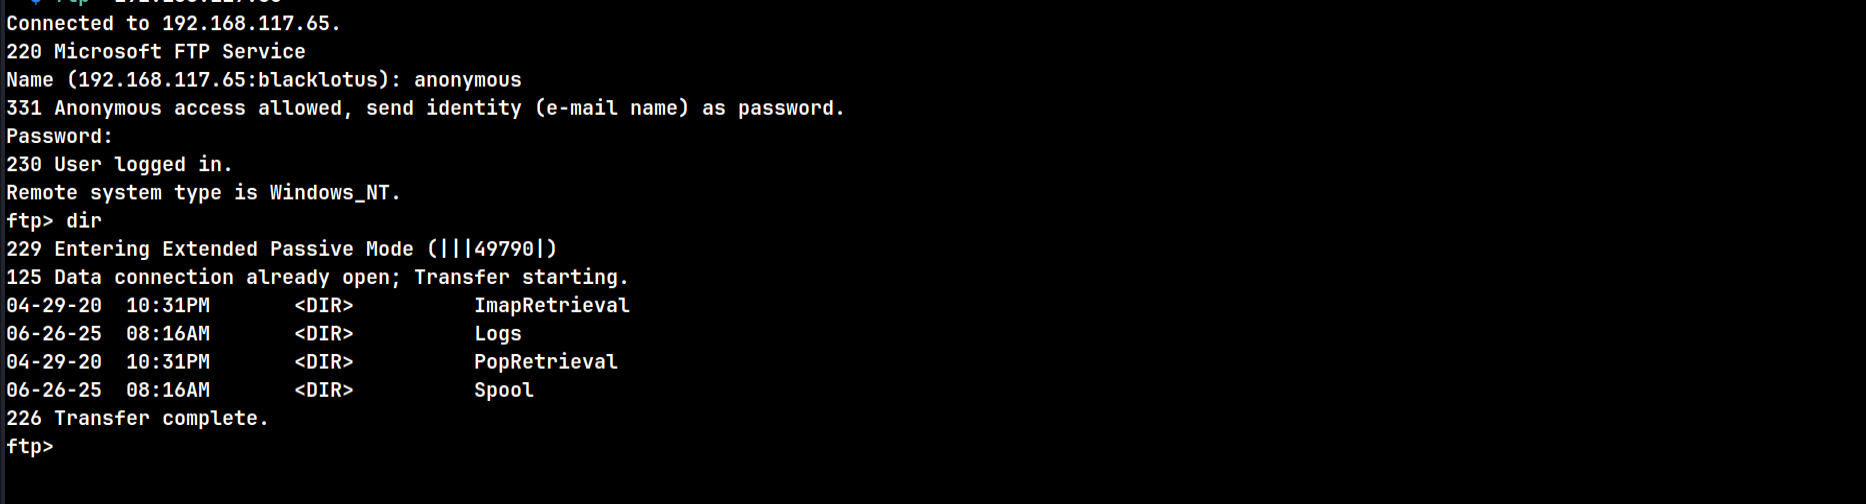 Connected to 192.168.117.65.
220 Microsoft FTP Service
Name (192.168.117.65:blacklotus): anonymous
331 Anonymous access allowed, send identity (e-mail name) as password.
Password:
230 User logged in.
Remote system type is Windows_NT.
ftp> dir
229 Entering Extended Passive Mode (|||49790|)
125 Data connection already open; Transfer starting.
04-29-20  10:31PM       <DIR>          ImapRetrieval
06-26-25  08:16AM       <DIR>          Logs
04-29-20  10:31PM       <DIR>          PopRetrieval
06-26-25  08:16AM       <DIR>          Spool
226 Transfer complete.
ftp>